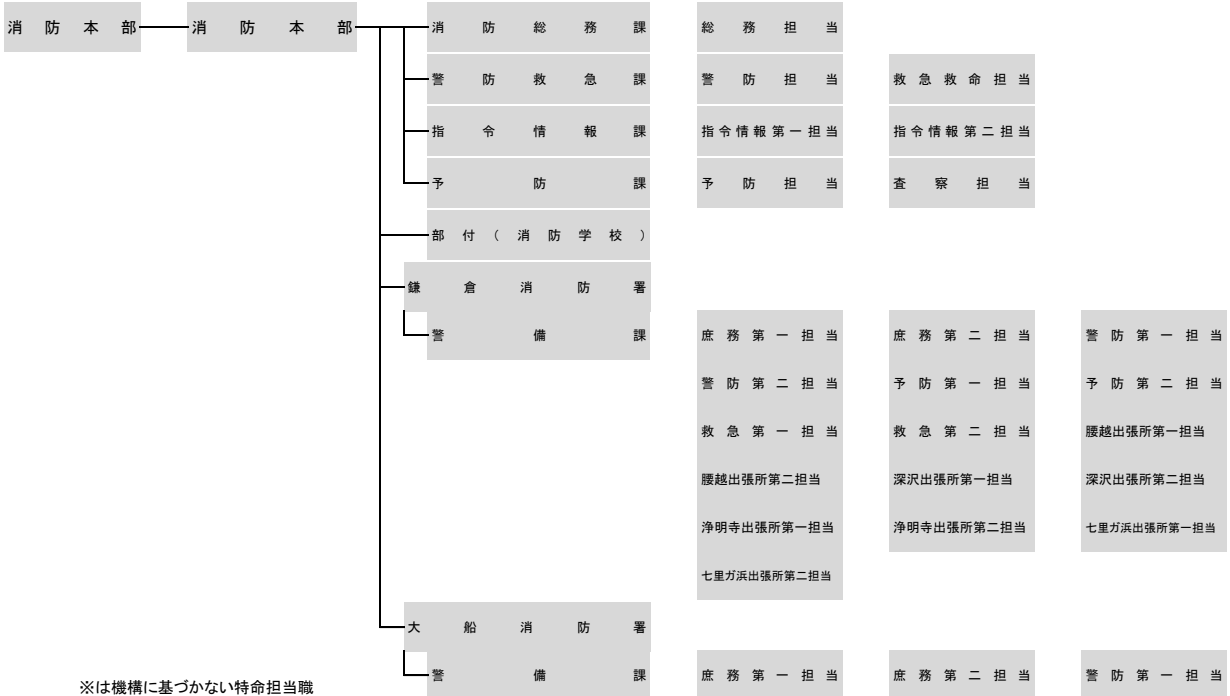 消防本部 消防本部 消防総務課 総務担当
警防救急課 警防担当 救急救命担当
指令情報課 指令情報第一担当 指令情報第二担当
予防課 予防担当 査察担当
部付（消防学校）
鎌倉消防署
警備課 庶務第一担当 庶務第二担当 警防第一担当
警防第二担当 予防第一担当 予防第二担当
救急第一担当 救急第二担当 腰越出張所第一担当
腰越出張所第二担当 深沢出張所第一担当 深沢出張所第二担当
浄明寺出張所第一担当 浄明寺出張所第二担当 七里ガ浜出張所第一担当
七里ガ浜出張所第二担当
大船消防署
警備課 庶務第一担当 庶務第二担当 警防第一担当
※は機構に基づかない特命担当職